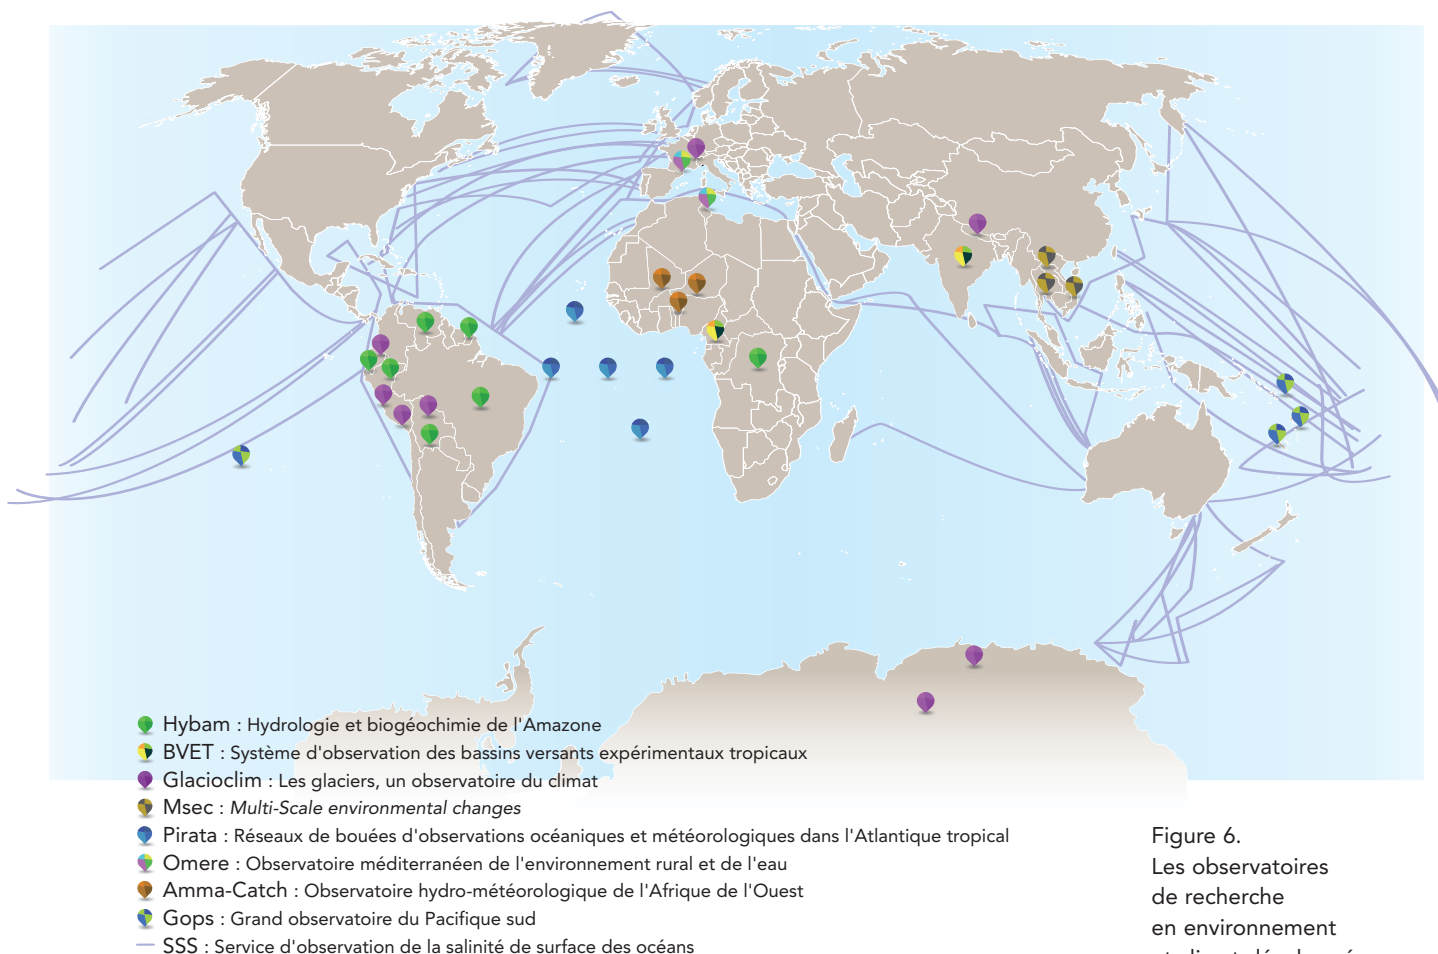 Hybam : Hydrologie et biogéochimie de l'Amazone
BVET : Système d'observation des bassins versants expérimentaux tropicaux
Glacioclim : Les glaciers, un observatoire du climat
Msec : Multi-Scale environmental changes
Pirata : Réseaux de bouées d'observations océaniques et météorologiques dans l'Atlantique tropical
Omere : Observatoire méditerranéen de l'environnement rural et de l'eau
Amma-Catch : Observatoire hydro-météorologique de l'Afrique de l'Ouest
Gops : Grand observatoire du Pacifique sud
SSS : Service d'observation de la salinité de surface des océans
Figure 6.
Les observatoires
de recherche
en environnement